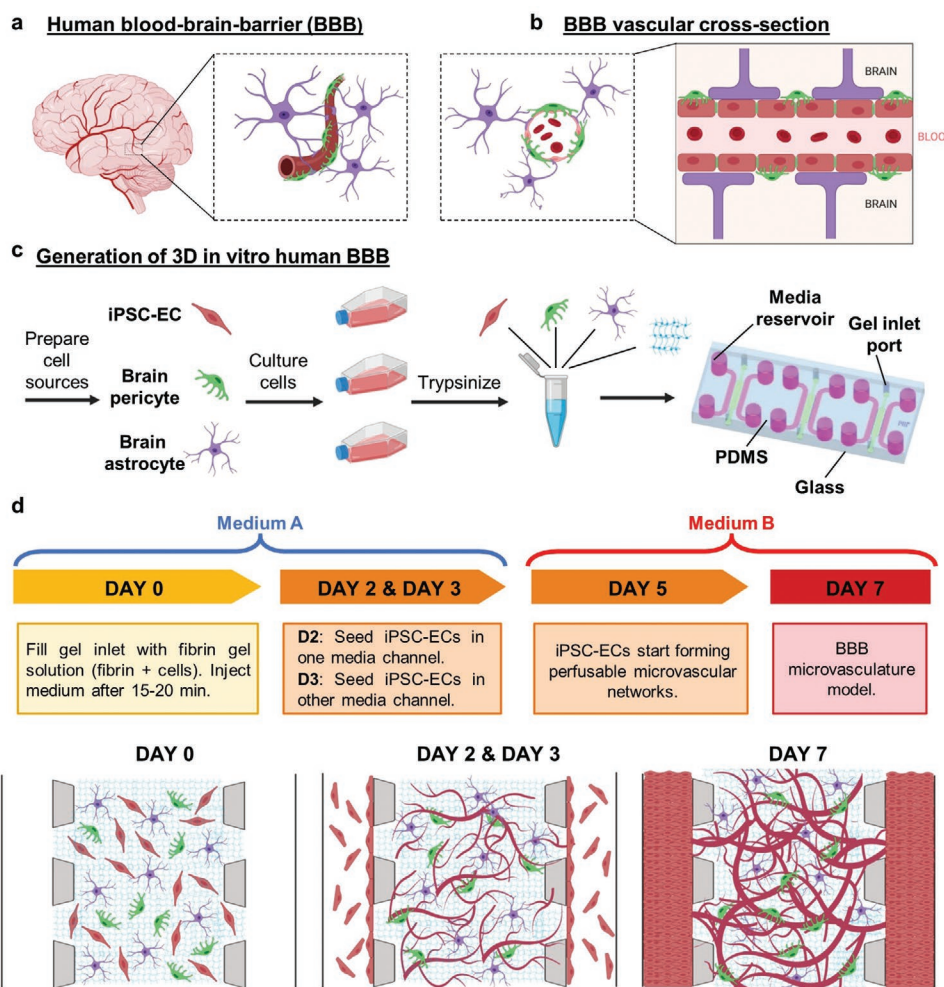 a Human blood-brain-barrier (BBB)
b BBB vascular cross-section
BRAIN
BLOO
BRAIN
c Generation of 3D in vitro human BBB
Prepare
cell
sources
iPSC-EC
Brain
pericyte
Brain
astrocyte
Culture
cells
Trypsinize
Media
reservoir
Gel inlet
port
PDMS
Glass
d
Medium A
Medium B
DAY 0
DAY 2 & DAY 3
DAY 5
DAY 7
Fill gel inlet with fibrin gel
solution (fibrin + cells). Inject
medium after 15-20 min.
D2: Seed iPSC-ECs in
one media channel.
D3: Seed iPSC-ECs in
other media channel.
iPSC-ECs start forming
perfusable microvascular
networks.
BBB
microvasculature
model.
DAY 0
DAY 2 & DAY 3
DAY 7